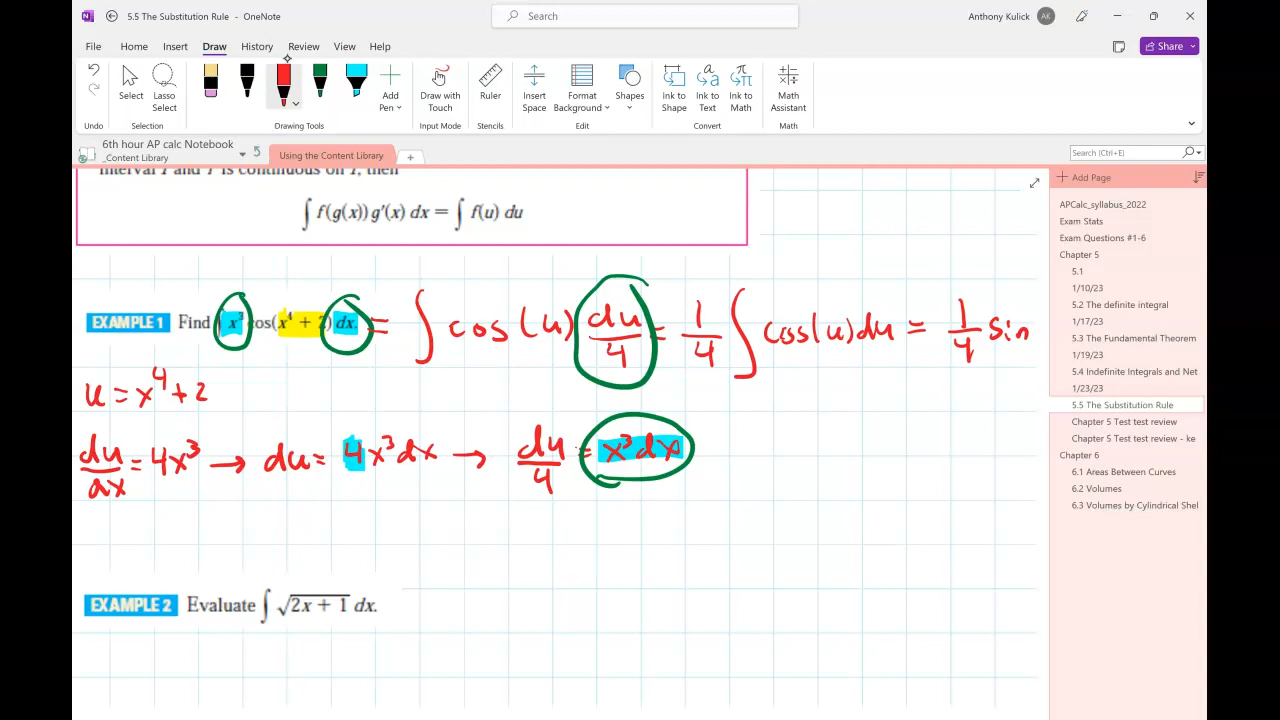 5.5 The Substitution Rule - OneNote
Search
Anthony Kulick AK
File Home Insert Draw History Review View Help
Share
Select Lasso Select Add Pen Draw with Touch Ruler Insert Space Format Background Shapes Ink to Shape Ink to Text Ink to Math Math Assistant
Undo Selection Drawing Tools Input Mode Stencils Edit Convert Math
6th hour AP calc Notebook
_Content Library
Using the Content Library +
Search (Ctrl+E)
Add Page
interval I and f is continuous on I, then
∫ f(g(x)) g′(x) dx = ∫ f(u) du
EXAMPLE 1 Find ∫ x³ cos(x⁴ + 2) dx. = ∫ cos(u) du/4 = 1/4 ∫ cos(u)du = 1/4 sin
u = x⁴+2
du/dx = 4x³ → du = 4x³dx → du/4 = x³dx
EXAMPLE 2 Evaluate ∫ √(2x + 1) dx.
APCalc_syllabus_2022
Exam Stats
Exam Questions #1-6
Chapter 5
5.1
1/10/23
5.2 The definite integral
1/17/23
5.3 The Fundamental Theorem
1/19/23
5.4 Indefinite Integrals and Net
1/23/23
5.5 The Substitution Rule
Chapter 5 Test test review
Chapter 5 Test test review - ke
Chapter 6
6.1 Areas Between Curves
6.2 Volumes
6.3 Volumes by Cylindrical Shel